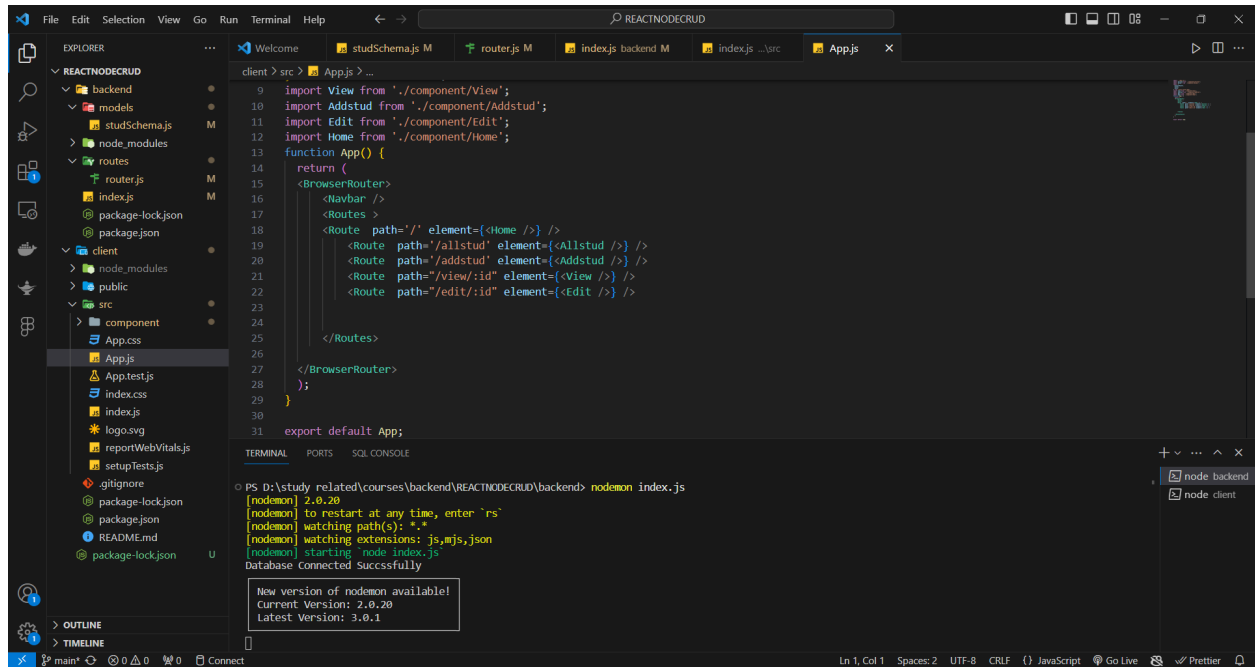 File Edit Selection View Go Run Terminal Help
REACTNODECRUD
EXPLORER
REACTNODECRUD
backend
models
studSchema.js M
node_modules
routes
router.js M
index.js M
package-lock.json
package.json
client
node_modules
public
src
component
App.css
App.js
App.test.js
index.css
index.js
logo.svg
reportWebVitals.js
setupTests.js
.gitignore
package-lock.json
package.json
README.md
package-lock.json U
OUTLINE
TIMELINE
Welcome
studSchema.js M
router.js M
index.js backend M
index.js ...\src
App.js
client > src > App.js > ...
9 import View from './component/View';
10 import Addstud from './component/Addstud';
11 import Edit from './component/Edit';
12 import Home from './component/Home';
13 function App() {
14 return (
15 <BrowserRouter>
16 <Navbar />
17 <Routes >
18 <Route path='/' element={<Home />} />
19 <Route path='/allstud' element={<Allstud />} />
20 <Route path='/addstud' element={<Addstud />} />
21 <Route path="/view/:id" element={<View />} />
22 <Route path="/edit/:id" element={<Edit />} />
23
24
25 </Routes>
26
27 </BrowserRouter>
28 );
29 }
30
31 export default App;
TERMINAL PORTS SQL CONSOLE
PS D:\study related\courses\backend\REACTNODECRUD\backend> nodemon index.js
[nodemon] 2.0.20
[nodemon] to restart at any time, enter `rs`
[nodemon] watching path(s): *.*
[nodemon] watching extensions: js,mjs,json
[nodemon] starting `node index.js`
Database Connected Succssfully
New version of nodemon available!
Current Version: 2.0.20
Latest Version: 3.0.1
node backend
node client
1
1
1
main* 0 0 0 Connect
Ln 1, Col 1 Spaces: 2 UTF-8 CRLF {} JavaScript Go Live Prettier